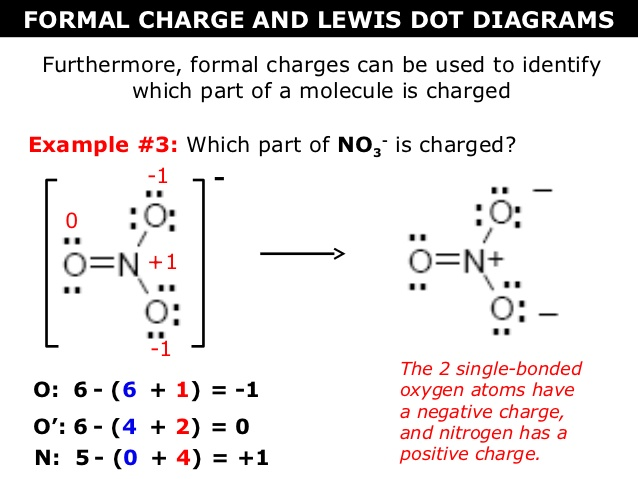 FORMAL CHARGE AND LEWIS DOT DIAGRAMS
Furthermore, formal charges can be used to identify
which part of a molecule is charged
Example #3: Which part of NO₃⁻ is charged?
-1
-
0
O
O=N
+1
O
-1
O −
O=N+
O −
O: 6 - (6 + 1) = -1
O’: 6 - (4 + 2) = 0
N: 5 - (0 + 4) = +1
The 2 single-bonded
oxygen atoms have
a negative charge,
and nitrogen has a
positive charge.